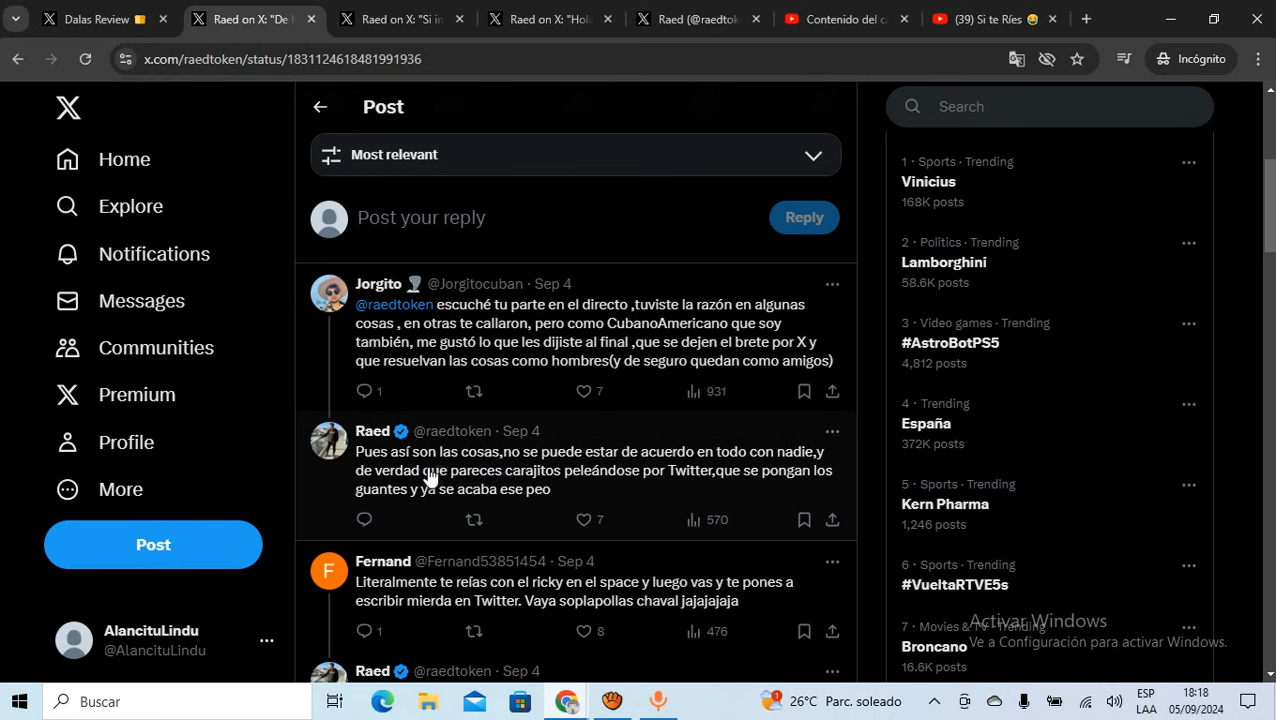 Dalas Review
Raed on X: "De l
Raed on X: "Si in
Raed on X: "Hola
Raed (@raedtoke
Contenido del ca
(39) Si te Ríes
x.com/raedtoken/status/1831124618481991936
Incógnito
Home
Explore
Notifications
Messages
Communities
Premium
Profile
More
Post
AlancituLindu
@AlancituLindu
Post
Most relevant
Post your reply
Reply
Jorgito @Jorgitocuban · Sep 4
@raedtoken escuché tu parte en el directo ,tuviste la razón en algunas
cosas , en otras te callaron, pero como CubanoAmericano que soy
también, me gustó lo que les dijiste al final ,que se dejen el brete por X y
que resuelvan las cosas como hombres(y de seguro quedan como amigos)
1 7 931
Raed @raedtoken · Sep 4
Pues así son las cosas,no se puede estar de acuerdo en todo con nadie,y
de verdad que pareces carajitos peleándose por Twitter,que se pongan los
guantes y ya se acaba ese peo
7 570
Fernand @Fernand53851454 · Sep 4
Literalmente te reías con el ricky en el space y luego vas y te pones a
escribir mierda en Twitter. Vaya soplapollas chaval jajajajaja
1 8 476
Raed @raedtoken · Sep 4
Search
1 · Sports · Trending
Vinicius
168K posts
2 · Politics · Trending
Lamborghini
58.6K posts
3 · Video games · Trending
#AstroBotPS5
4,812 posts
4 · Trending
España
372K posts
5 · Sports · Trending
Kern Pharma
1,246 posts
6 · Sports · Trending
#VueltaRTVE5s
7 · Movies & TV · Trending
Broncano
16.6K posts
Activar Windows
Ve a Configuración para activar Windows.
Buscar
26°C Parc. soleado
ESP
LAA
18:18
05/09/2024